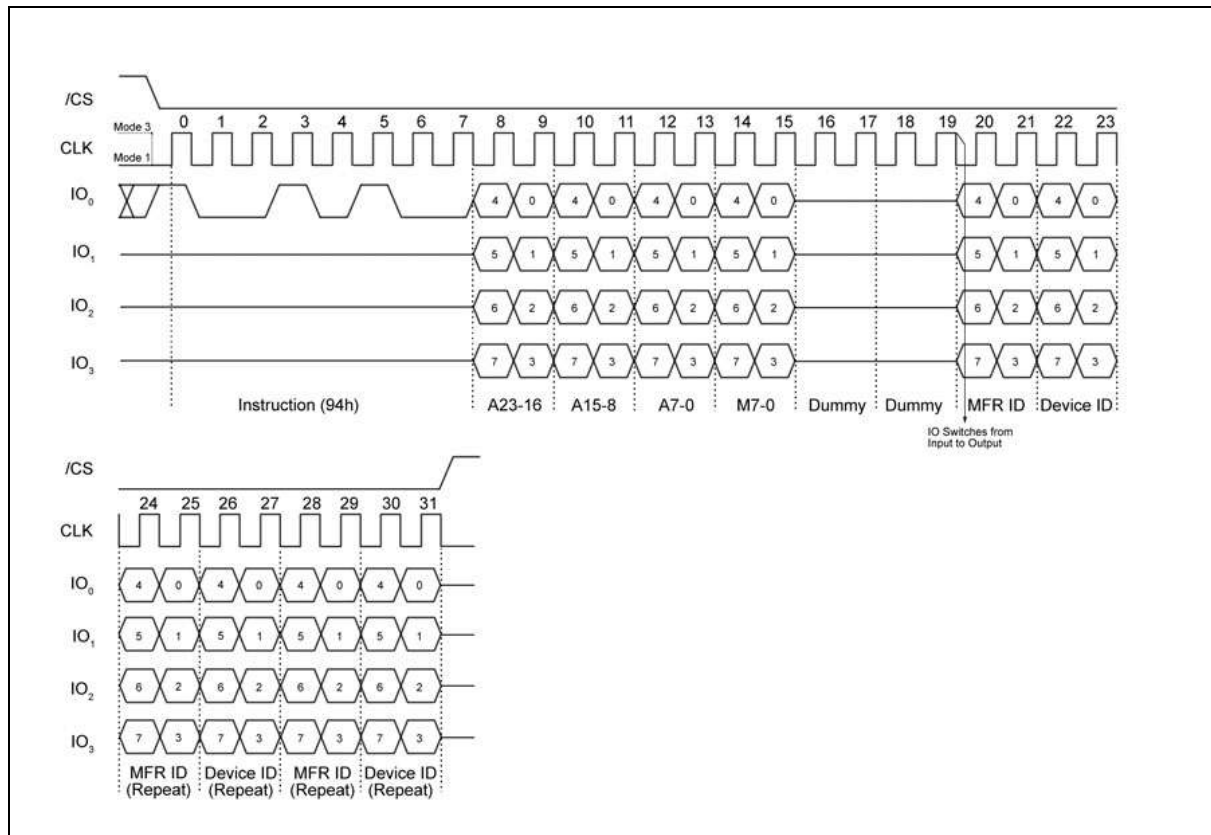 /CS
0 1 2 3 4 5 6 7 8 9 10 11 12 13 14 15 16 17 18 19 20 21 22 23
Mode 3
CLK
Mode 1
IO0 4 0 4 0 4 0 4 0 4 0 4 0
IO1 5 1 5 1 5 1 5 1 5 1 5 1
IO2 6 2 6 2 6 2 6 2 6 2 6 2
IO3 7 3 7 3 7 3 7 3 7 3 7 3
Instruction (94h) A23-16 A15-8 A7-0 M7-0 Dummy Dummy MFR ID Device ID
IO Switches from
Input to Output
/CS
24 25 26 27 28 29 30 31
CLK
IO0 4 0 4 0 4 0 4 0
IO1 5 1 5 1 5 1 5 1
IO2 6 2 6 2 6 2 6 2
IO3 7 3 7 3 7 3 7 3
MFR ID Device ID MFR ID Device ID
(Repeat) (Repeat) (Repeat) (Repeat)